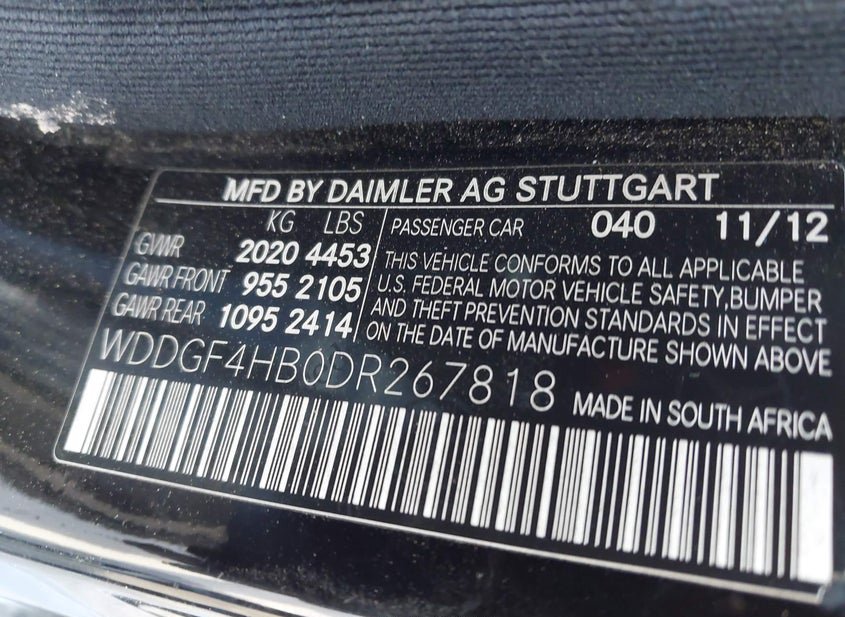 MFD BY DAIMLER AG STUTTGART
KG LBS
GVWR 2020 4453
GAWR FRONT 955 2105
GAWR REAR 1095 2414
PASSENGER CAR 040 11/12
THIS VEHICLE CONFORMS TO ALL APPLICABLE
U.S. FEDERAL MOTOR VEHICLE SAFETY, BUMPER
AND THEFT PREVENTION STANDARDS IN EFFECT
ON THE DATE OF MANUFACTURE SHOWN ABOVE
WDDGF4HB0DR267818
MADE IN SOUTH AFRICA